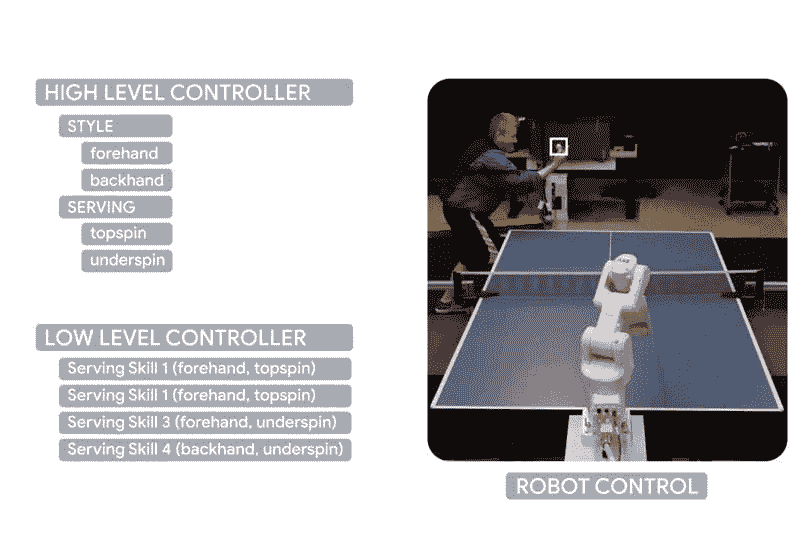 HIGH LEVEL CONTROLLER
STYLE
forehand
backhand
SERVING
topspin
underspin
LOW LEVEL CONTROLLER
Serving Skill 1 (forehand, topspin)
Serving Skill 1 (forehand, topspin)
Serving Skill 3 (forehand, underspin)
Serving Skill 4 (backhand, underspin)
ROBOT CONTROL